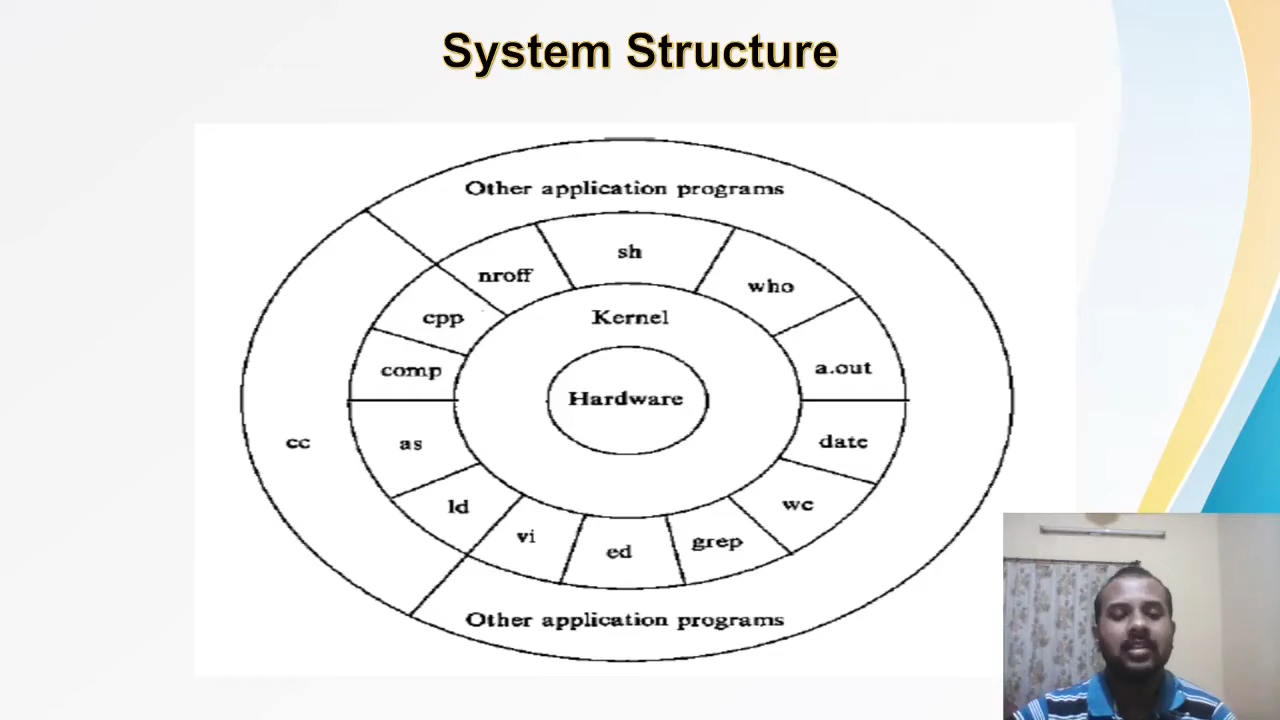 System Structure
Other application programs
sh
nroff
who
cpp
Kernel
comp
a.out
Hardware
cc
as
date
ld
wc
vi
ed
grep
Other application programs